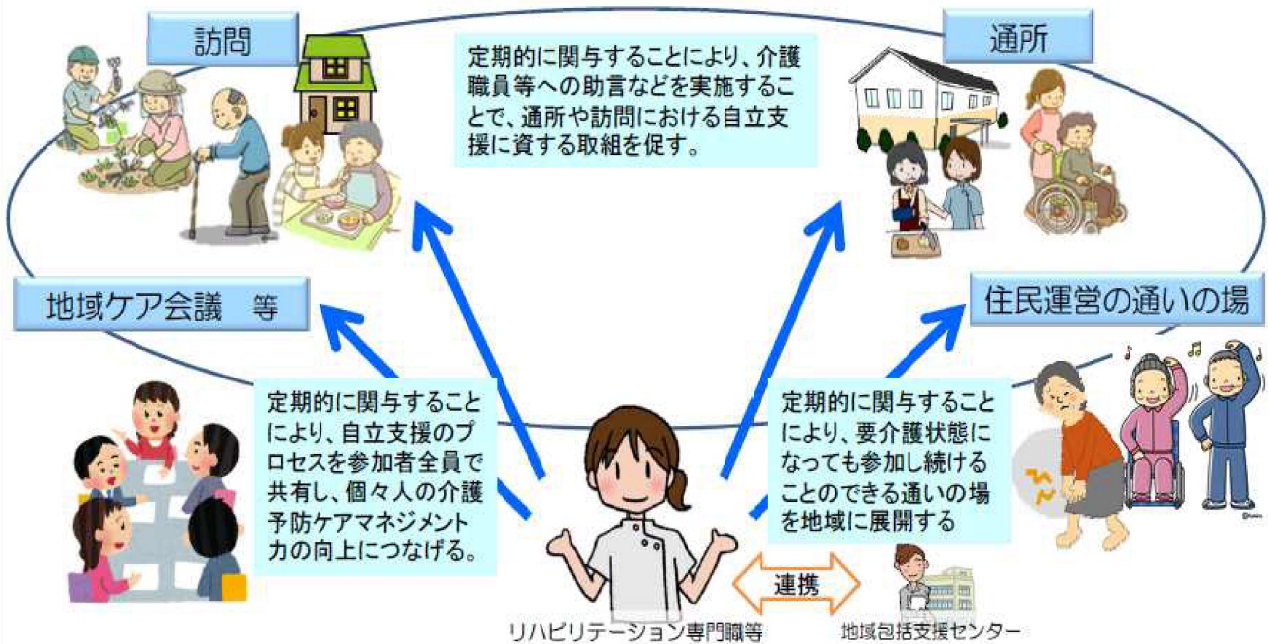 訪問
通所
定期的に関与することにより、介護
職員等への助言などを実施するこ
とで、通所や訪問における自立支
援に資する取組を促す。
地域ケア会議　等
住民運営の通いの場
定期的に関与すること
により、自立支援のプ
ロセスを参加者全員で
共有し、個々人の介護
予防ケアマネジメント
力の向上につなげる。
定期的に関与すること
により、要介護状態に
なっても参加し続ける
ことのできる通いの場
を地域に展開する
連携
リハビリテーション専門職等
地域包括支援センター